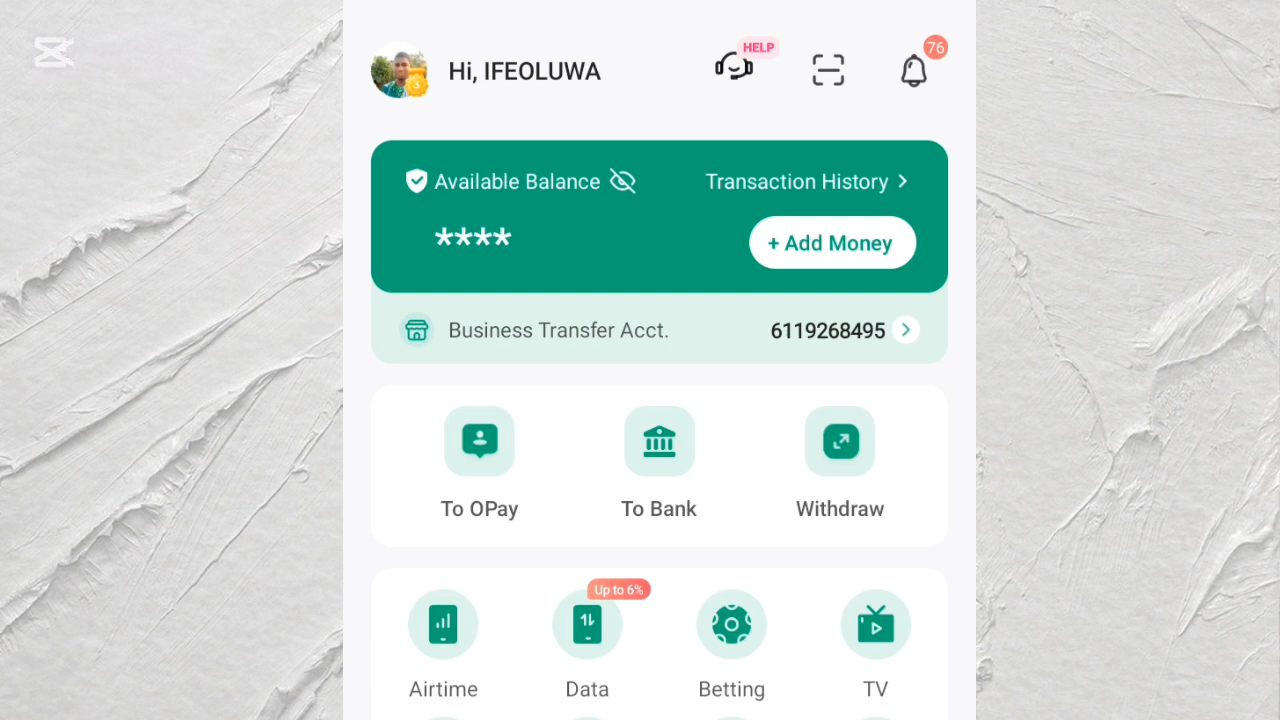 HELP
76
Hi, IFEOLUWA
Available Balance
Transaction History >
****
+ Add Money
Business Transfer Acct.
6119268495 >
To OPay
To Bank
Withdraw
Up to 6%
Airtime
Data
Betting
TV